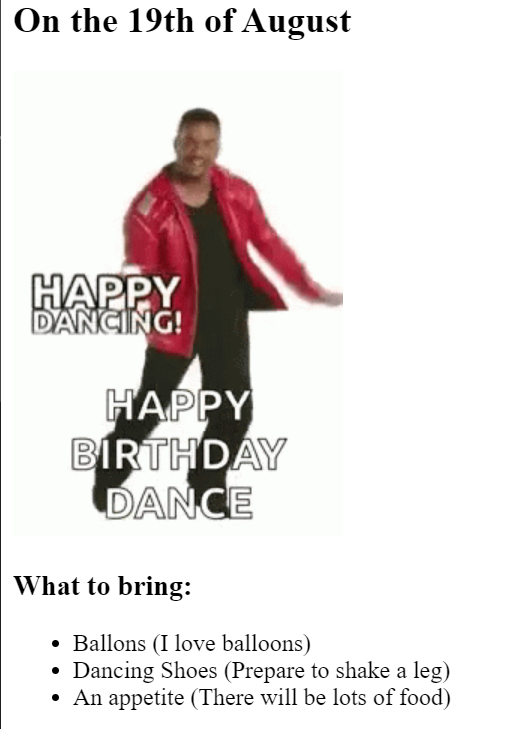 On the 19th of August
HAPPY
DANCING!
HAPPY
BIRTHDAY
DANCE
What to bring:
• Ballons (I love balloons)
• Dancing Shoes (Prepare to shake a leg)
• An appetite (There will be lots of food)